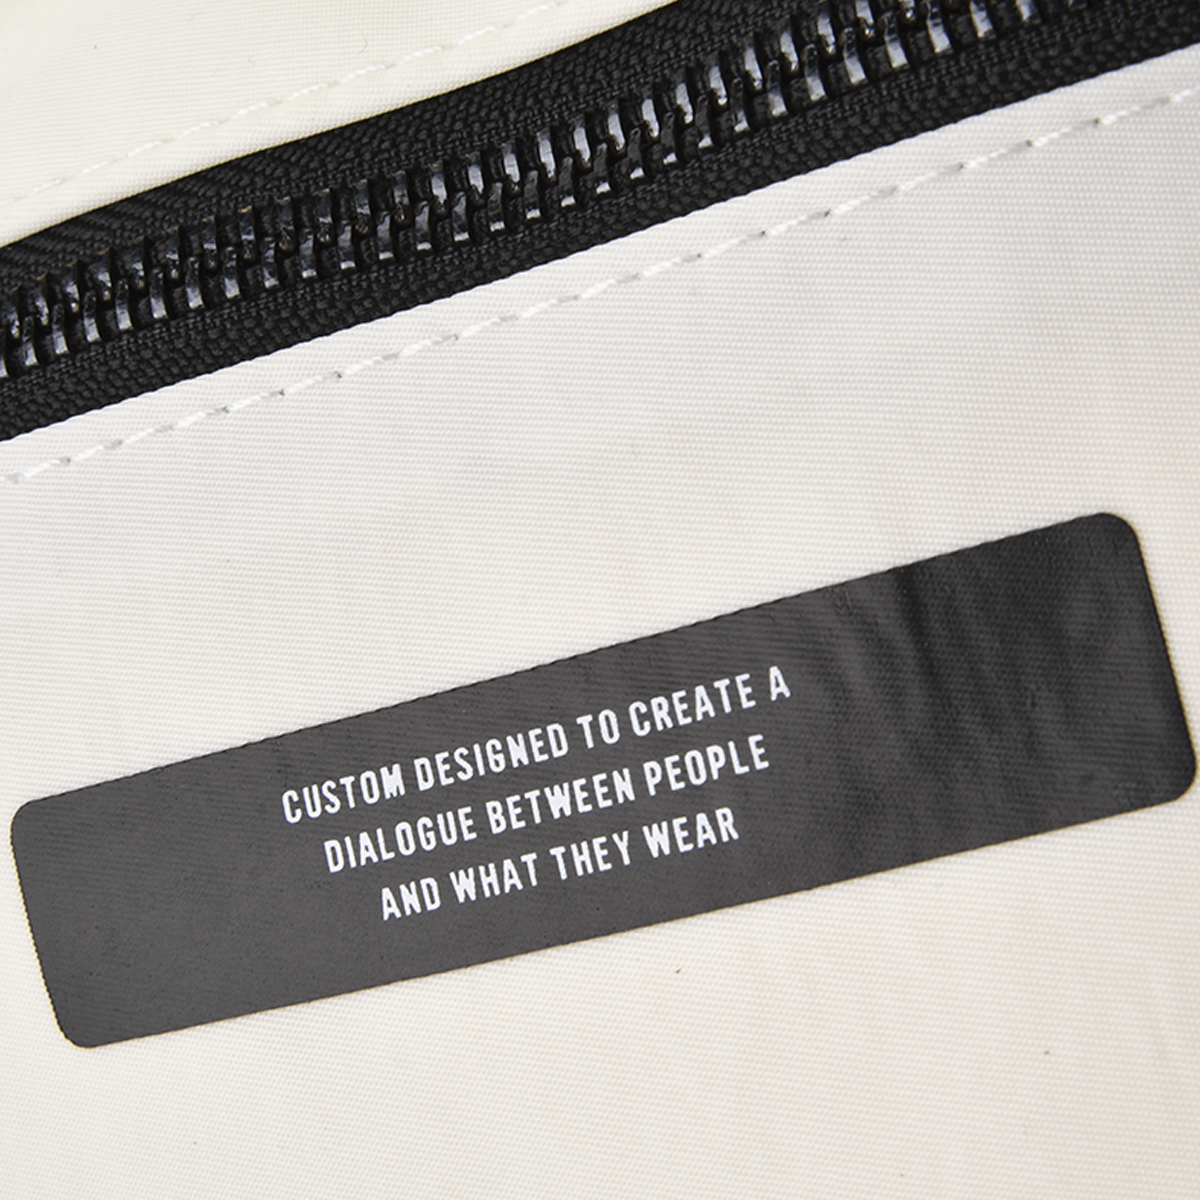 CUSTOM DESIGNED TO CREATE A
DIALOGUE BETWEEN PEOPLE
AND WHAT THEY WEAR